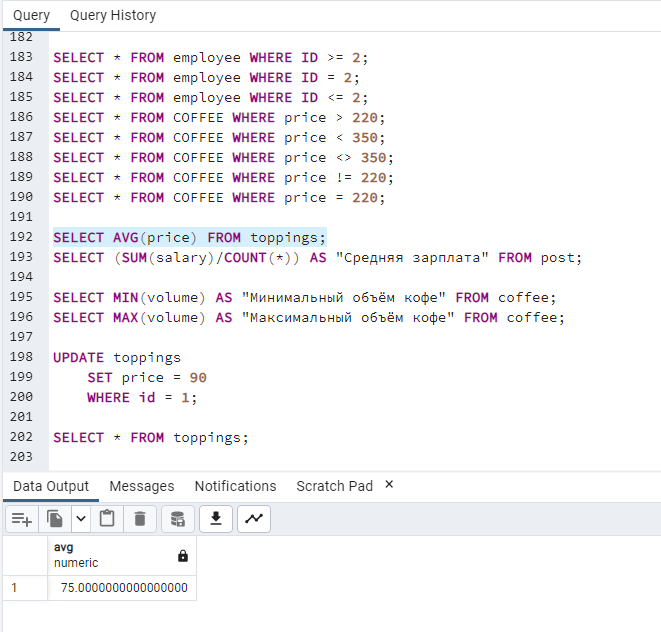 Query Query History
182
183 SELECT * FROM employee WHERE ID >= 2;
184 SELECT * FROM employee WHERE ID = 2;
185 SELECT * FROM employee WHERE ID <= 2;
186 SELECT * FROM COFFEE WHERE price > 220;
187 SELECT * FROM COFFEE WHERE price < 350;
188 SELECT * FROM COFFEE WHERE price <> 350;
189 SELECT * FROM COFFEE WHERE price != 220;
190 SELECT * FROM COFFEE WHERE price = 220;
191
192 SELECT AVG(price) FROM toppings;
193 SELECT (SUM(salary)/COUNT(*)) AS "Средняя зарплата" FROM post;
194
195 SELECT MIN(volume) AS "Минимальный объём кофе" FROM coffee;
196 SELECT MAX(volume) AS "Максимальный объём кофе" FROM coffee;
197
198 UPDATE toppings
199 SET price = 90
200 WHERE id = 1;
201
202 SELECT * FROM toppings;
203
Data Output Messages Notifications Scratch Pad ×
avg
numeric
1 75.0000000000000000